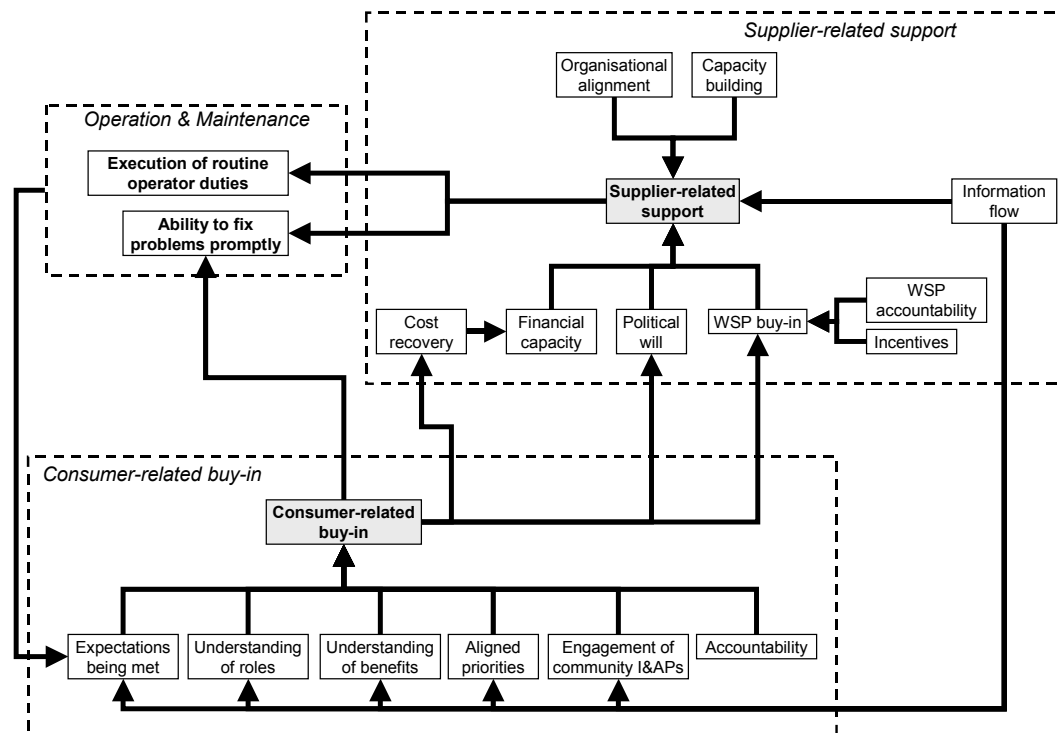 Supplier-related support
Organisational
alignment
Capacity
building
Operation & Maintenance
Execution of routine
operator duties
Ability to fix
problems promptly
Supplier-related
support
Information
flow
Cost
recovery
Financial
capacity
Political
will
WSP buy-in
WSP
accountability
Incentives
Consumer-related buy-in
Consumer-related
buy-in
Expectations
being met
Understanding
of roles
Understanding
of benefits
Aligned
priorities
Engagement of
community I&APs
Accountability